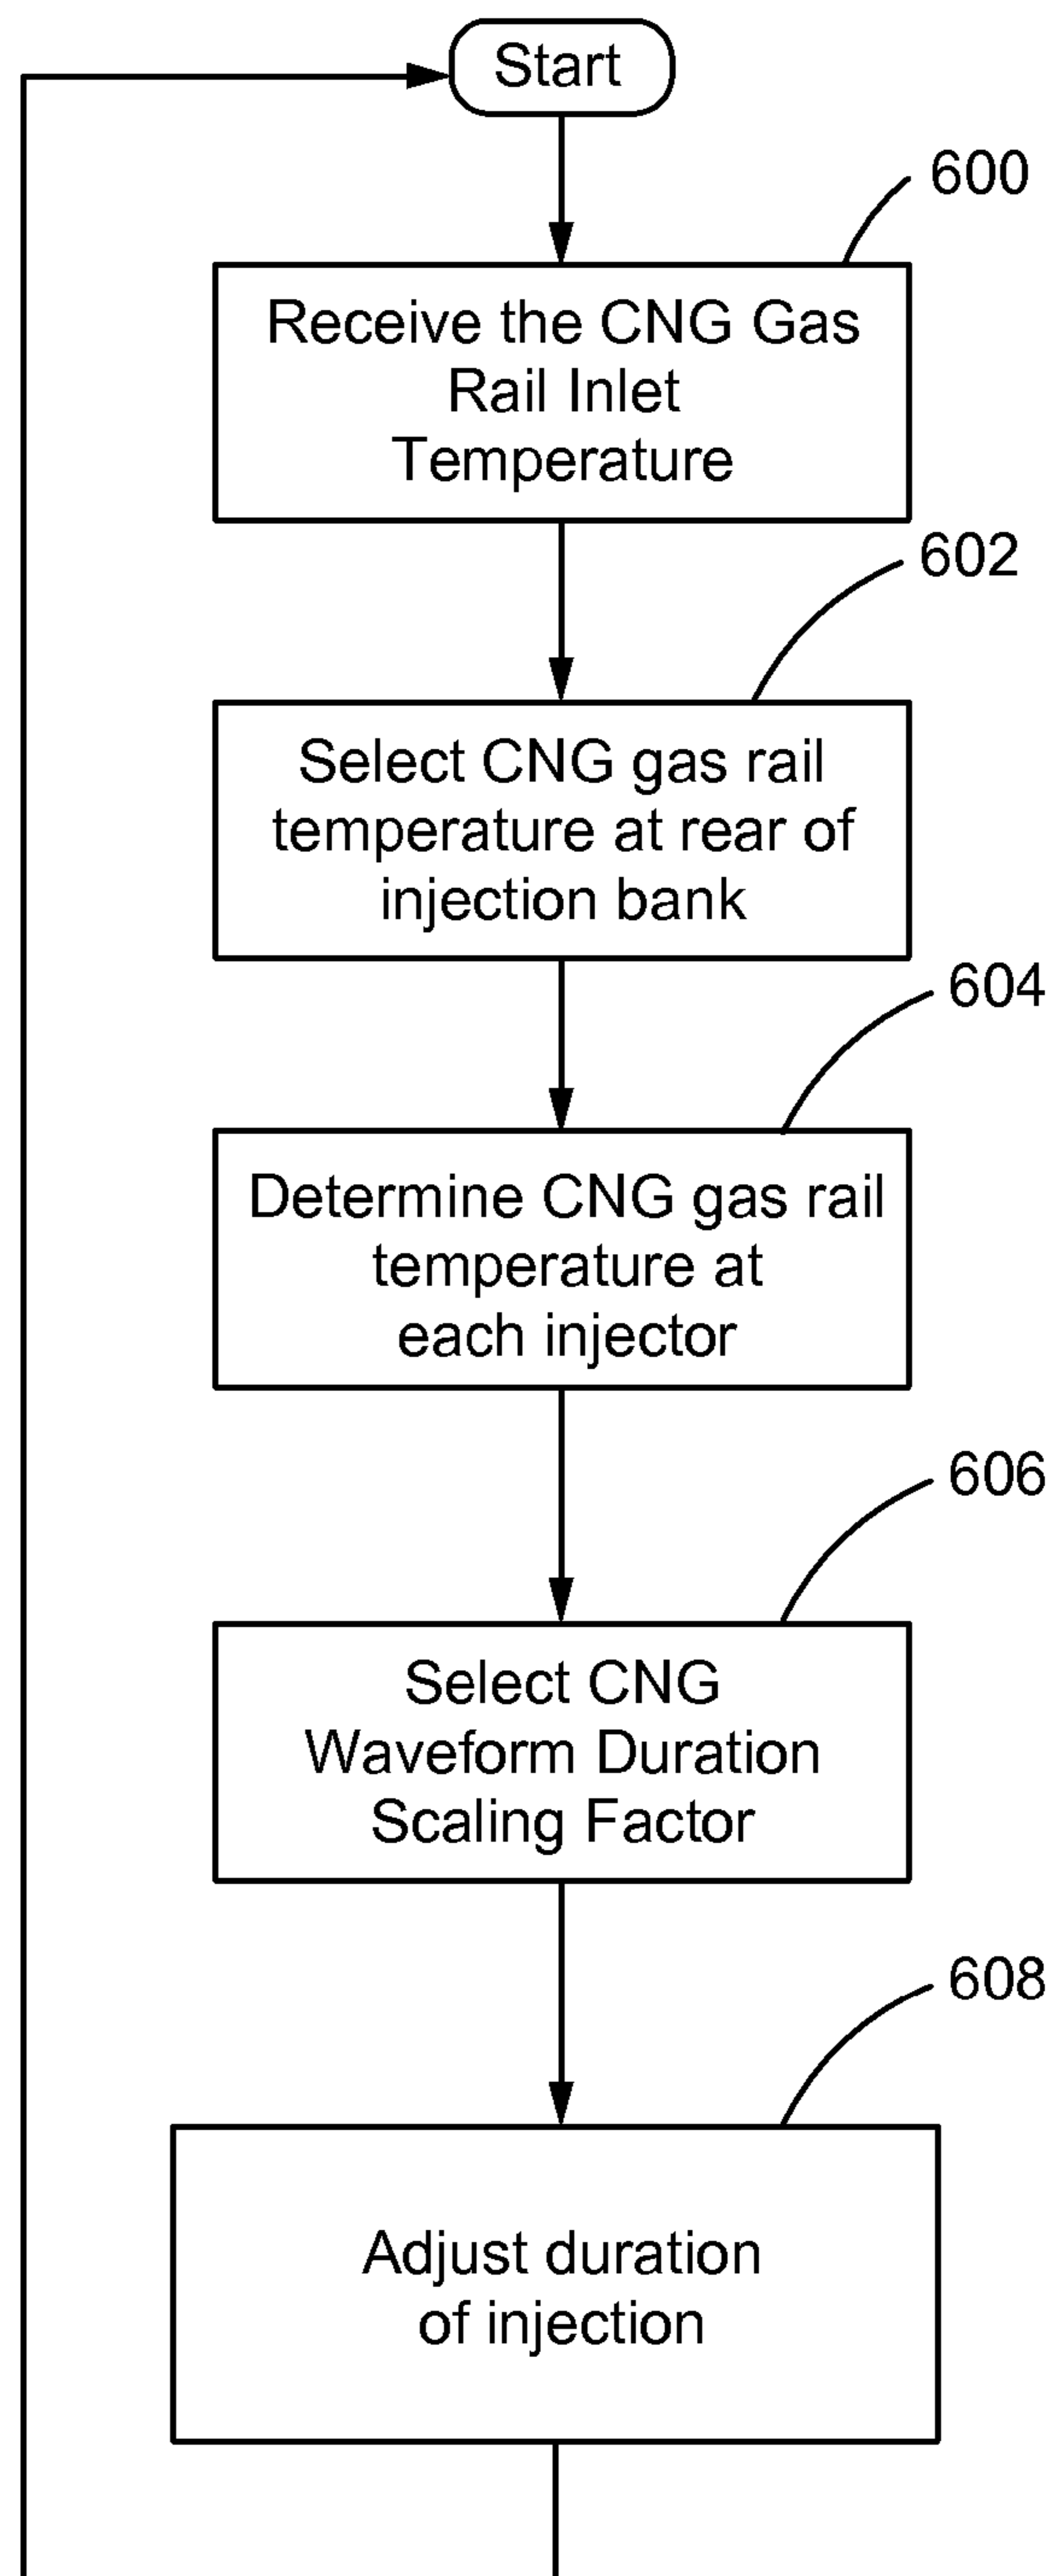 Start
600
Receive the CNG Gas
Rail Inlet
Temperature
602
Select CNG gas rail
temperature at rear of
injection bank
604
Determine CNG gas rail
temperature at
each injector
606
Select CNG
Waveform Duration
Scaling Factor
608
Adjust duration
of injection